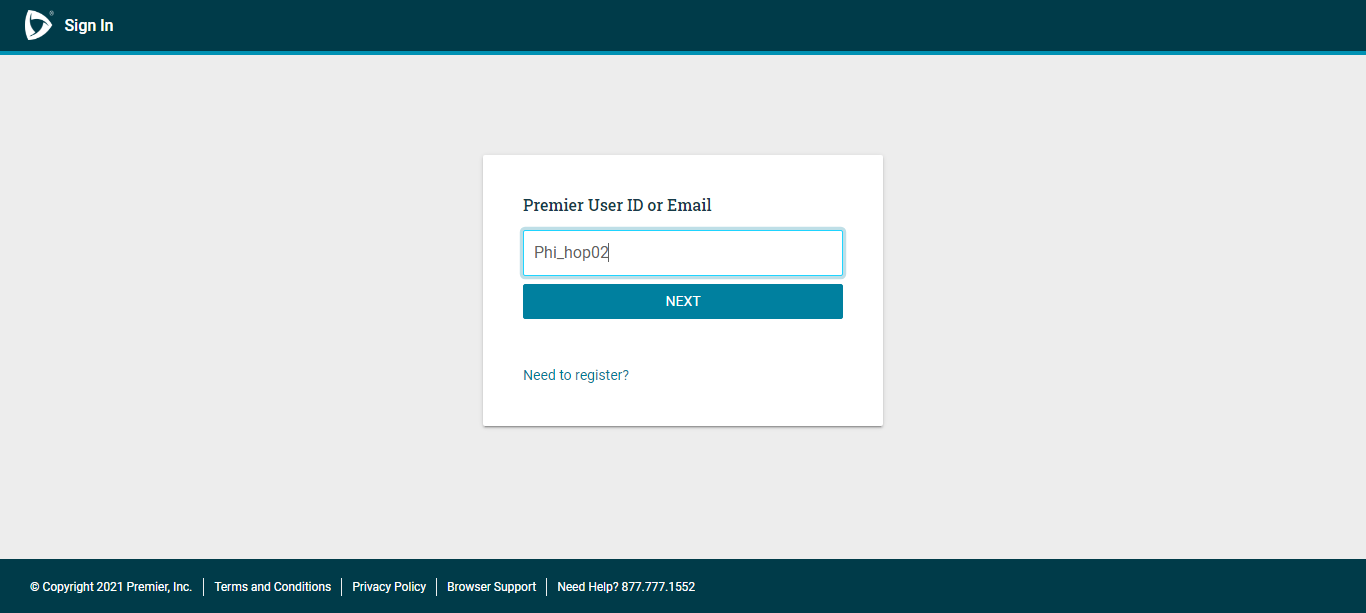 Sign In
Premier User ID or Email
Phi_hop02
NEXT
Need to register?
© Copyright 2021 Premier, Inc. Terms and Conditions Privacy Policy Browser Support Need Help? 877.777.1552